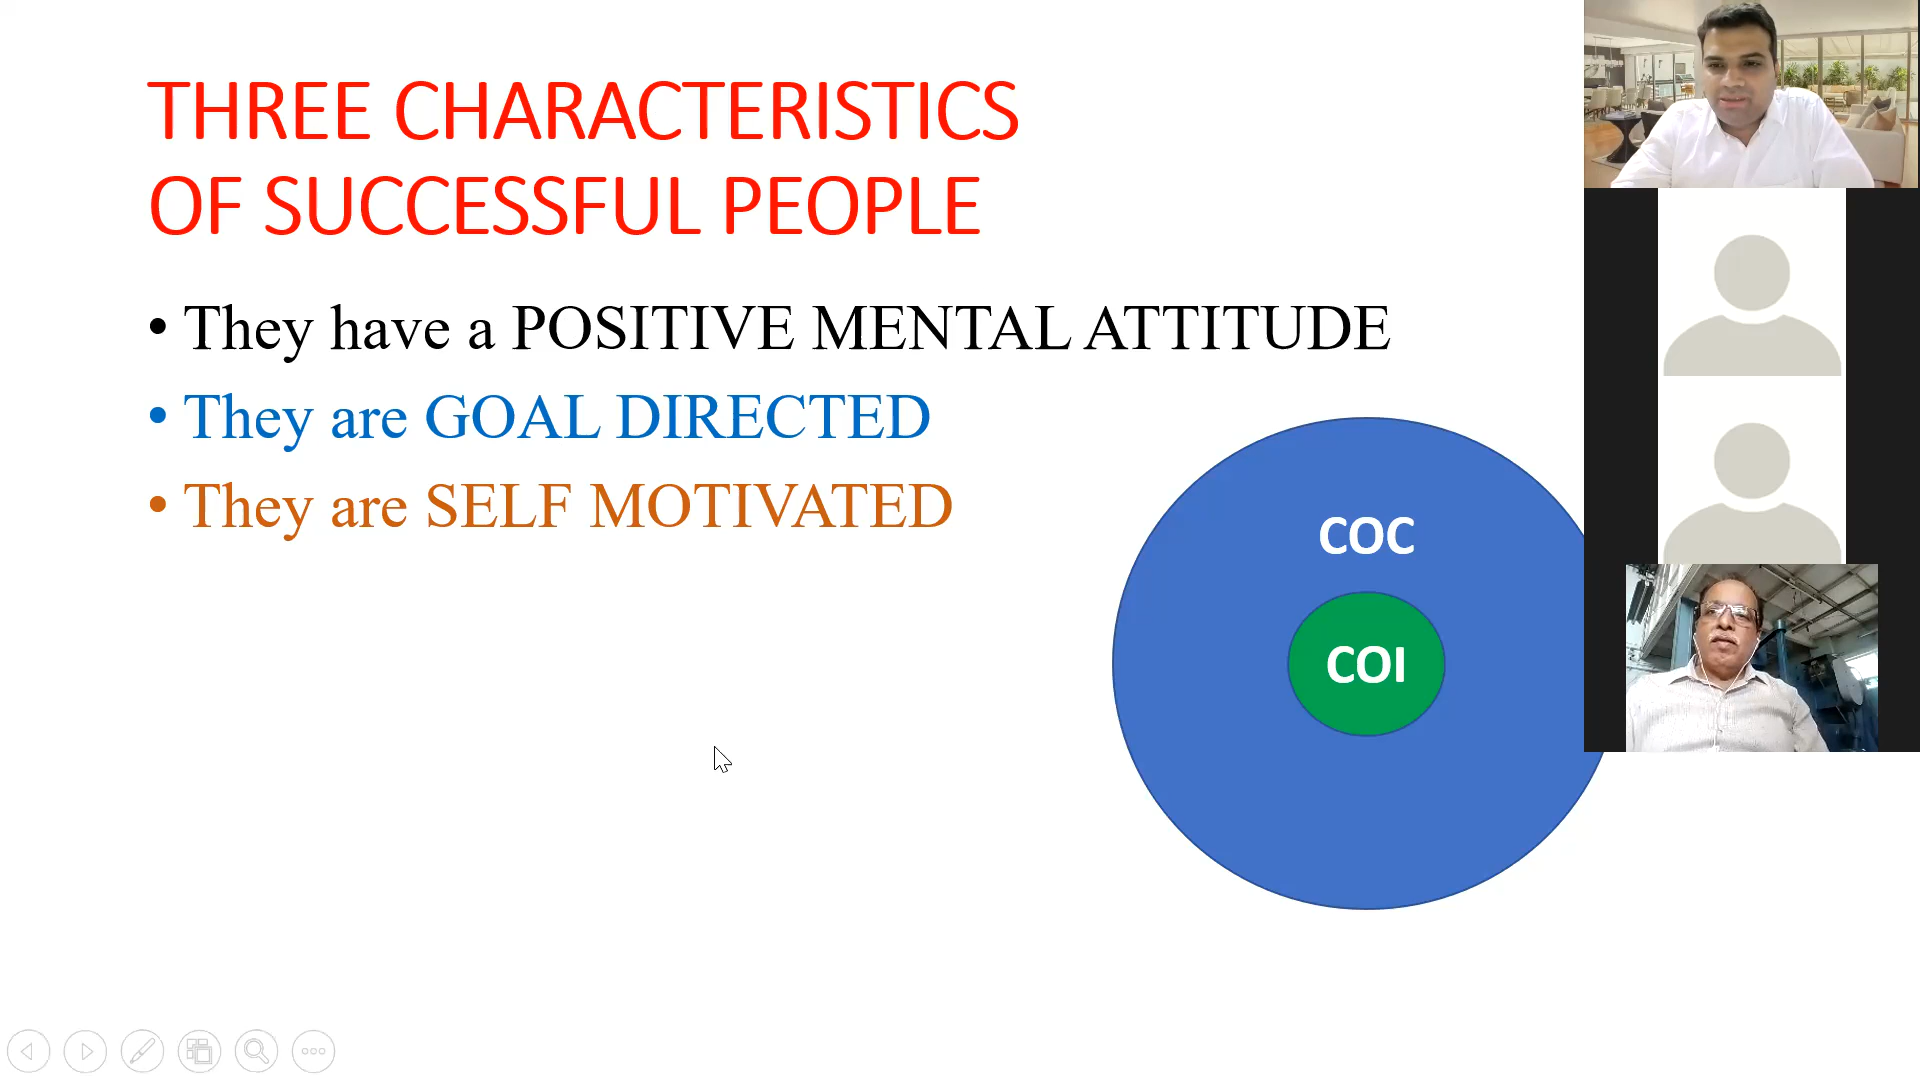 THREE CHARACTERISTICS
OF SUCCESSFUL PEOPLE
• They have a POSITIVE MENTAL ATTITUDE
• They are GOAL DIRECTED
• They are SELF MOTIVATED
COC
COI